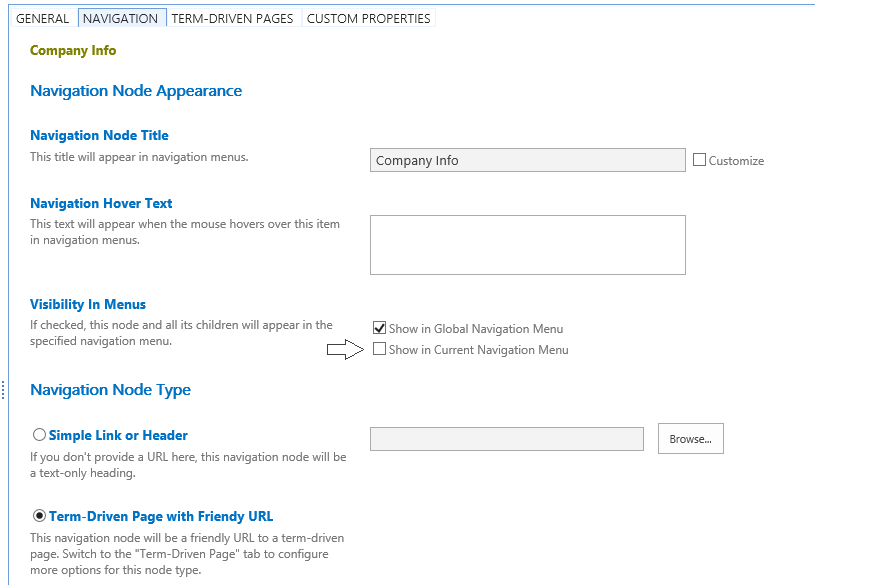 GENERAL NAVIGATION TERM-DRIVEN PAGES CUSTOM PROPERTIES
Company Info
Navigation Node Appearance
Navigation Node Title
This title will appear in navigation menus.
Company Info
Customize
Navigation Hover Text
This text will appear when the mouse hovers over this item
in navigation menus.
Visibility In Menus
If checked, this node and all its children will appear in the
specified navigation menu.
Show in Global Navigation Menu
Show in Current Navigation Menu
Navigation Node Type
Simple Link or Header
If you don't provide a URL here, this navigation node will be
a text-only heading.
Browse...
Term-Driven Page with Friendly URL
This navigation node will be a friendly URL to a term-driven
page. Switch to the "Term-Driven Page" tab to configure
more options for this node type.